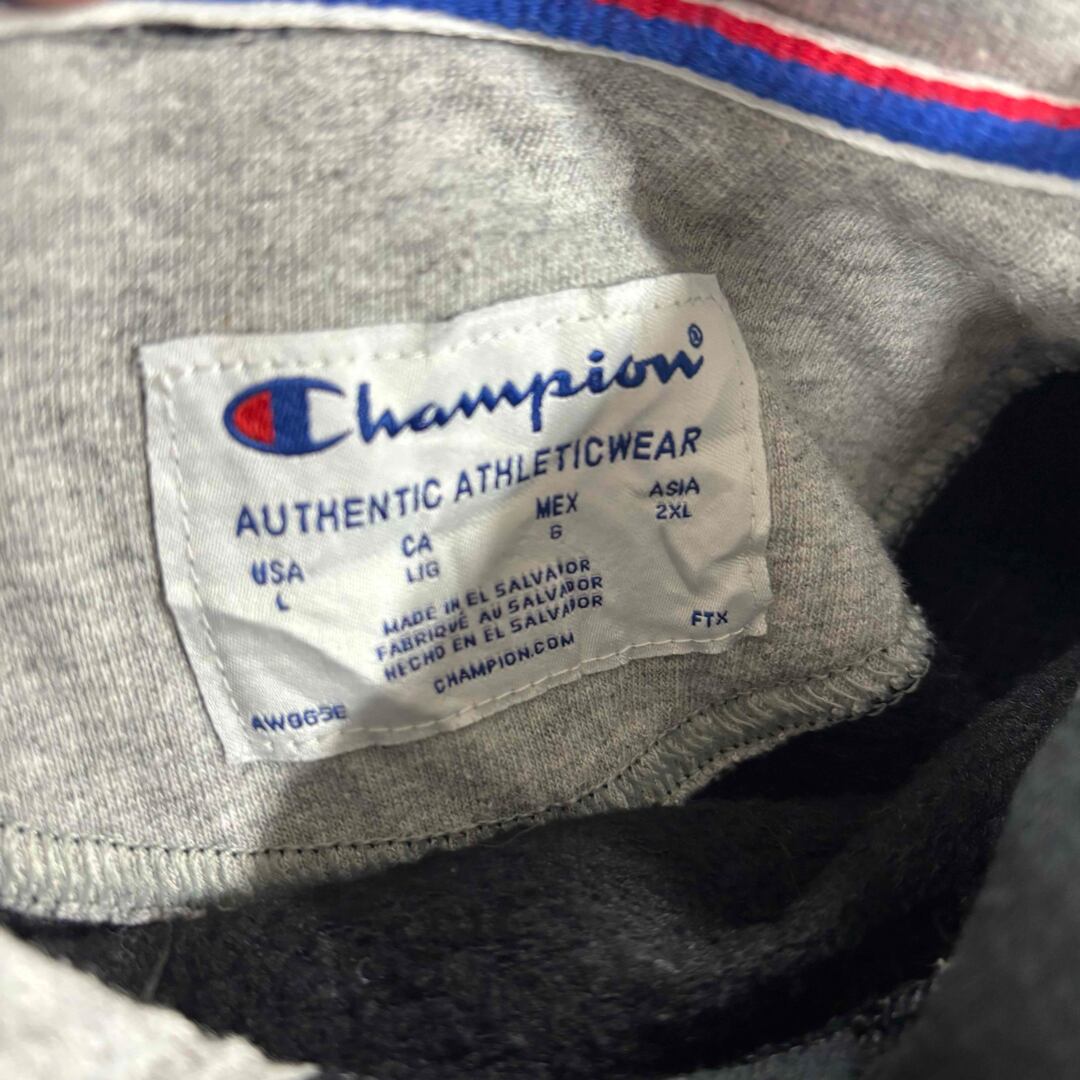 Champion®
AUTHENTIC ATHLETICWEAR
USA CA MEX ASIA
L L/G G 2XL
MADE IN EL SALVADOR
FABRIQUÉ AU SALVADOR
HECHO EN EL SALVADOR
CHAMPION.COM
FTX